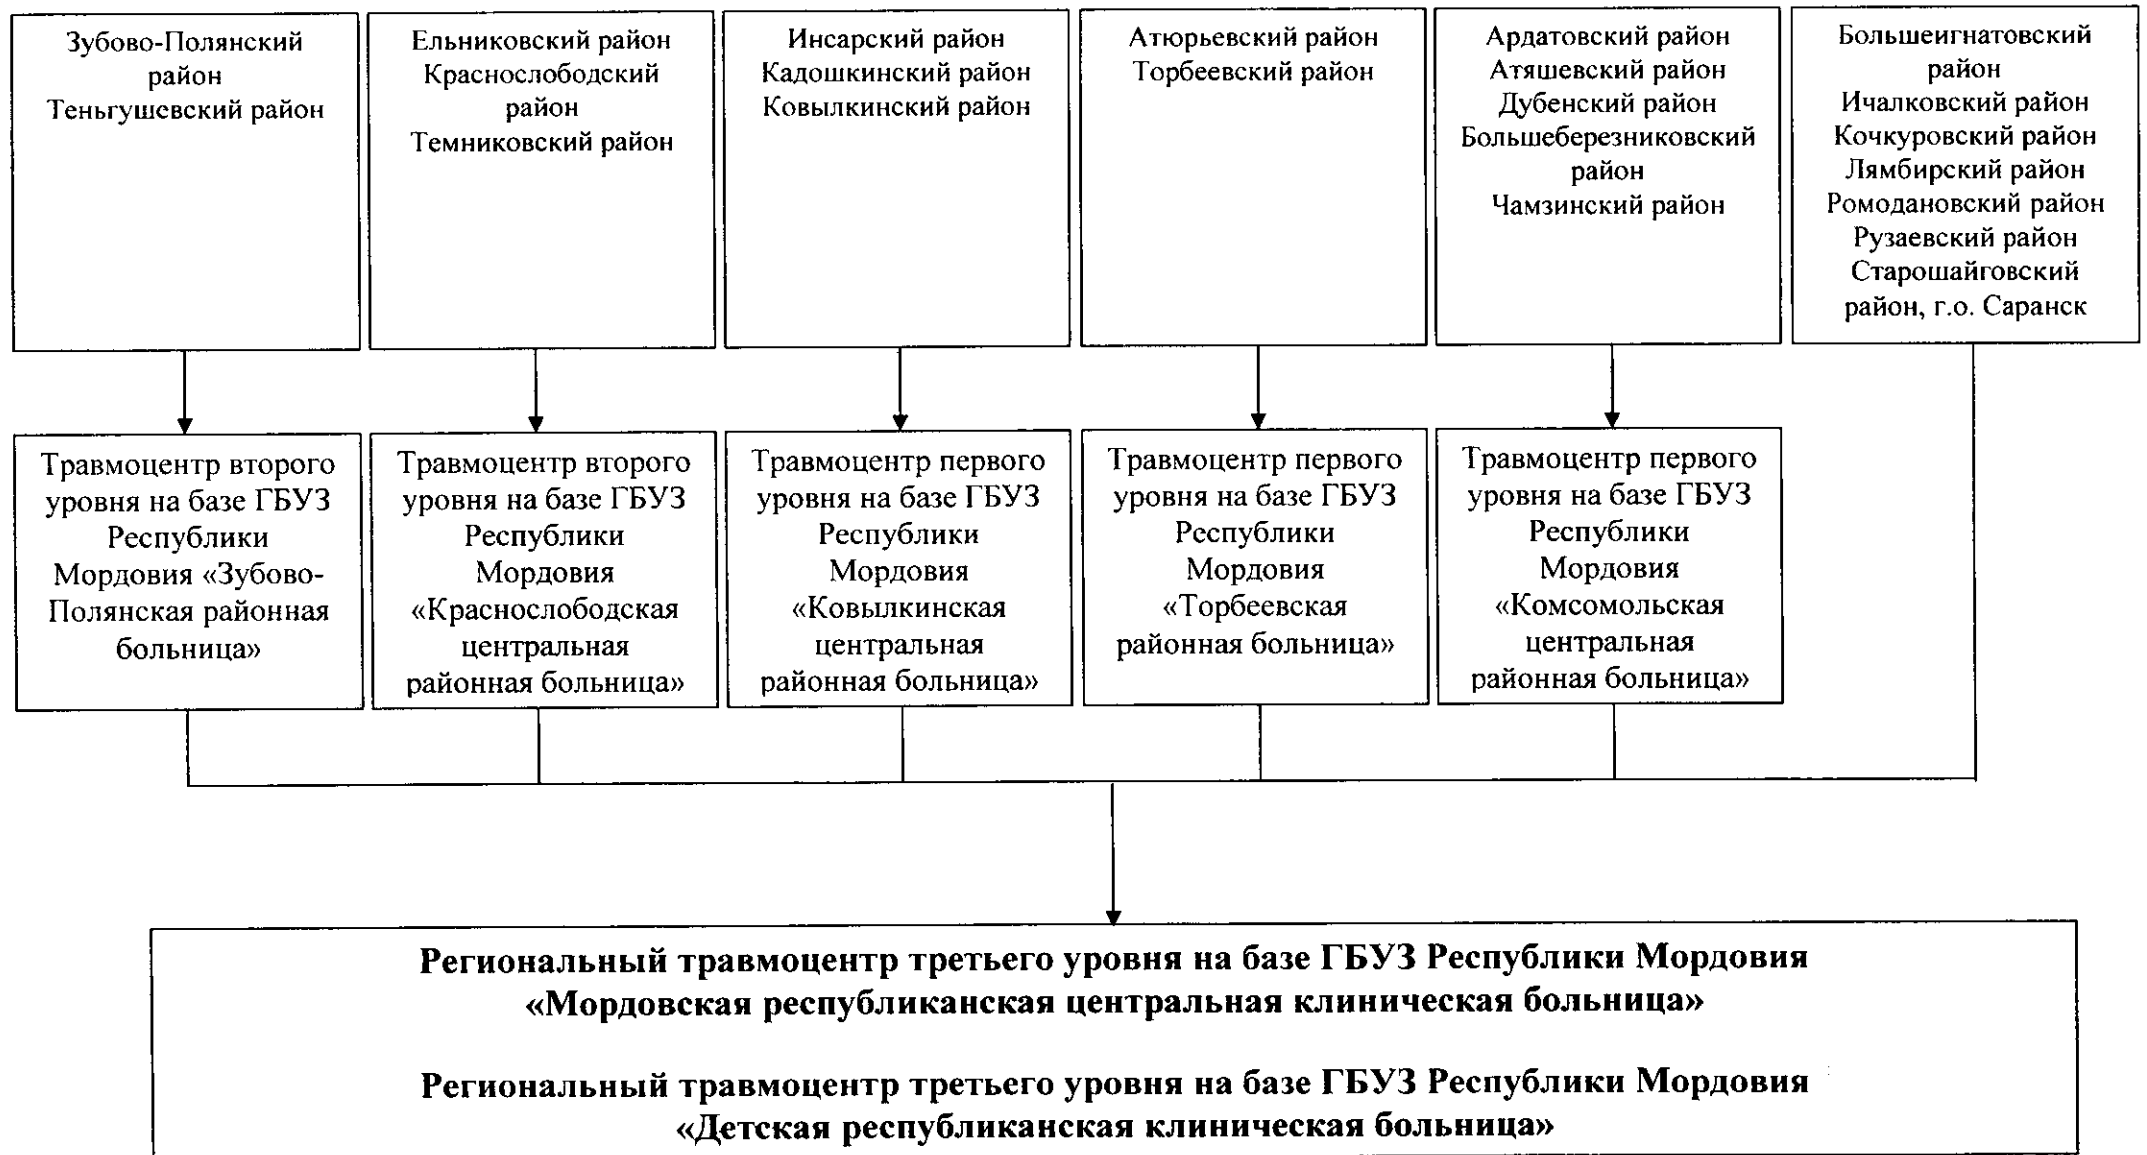 Зубово-Полянский
район
Теньгушевский район
Ельниковский район
Краснослободский
район
Темниковский район
Инсарский район
Кадошкинский район
Ковылкинский район
Атюрьевский район
Торбеевский район
Ардатовский район
Атяшевский район
Дубенский район
Большеберезниковский
район
Чамзинский район
Большеигнатовский
район
Ичалковский район
Кочкуровский район
Лямбирский район
Ромодановский район
Рузаевский район
Старошайговский
район, г.о. Саранск
Травмоцентр второго
уровня на базе ГБУЗ
Республики
Мордовия «Зубово-
Полянская районная
больница»
Травмоцентр второго
уровня на базе ГБУЗ
Республики
Мордовия
«Краснослободская
центральная
районная больница»
Травмоцентр первого
уровня на базе ГБУЗ
Республики
Мордовия
«Ковылкинская
центральная
районная больница»
Травмоцентр первого
уровня на базе ГБУЗ
Республики
Мордовия
«Торбеевская
районная больница»
Травмоцентр первого
уровня на базе ГБУЗ
Республики
Мордовия
«Комсомольская
центральная
районная больница»
Региональный травмоцентр третьего уровня на базе ГБУЗ Республики Мордовия
«Мордовская республиканская центральная клиническая больница»
Региональный травмоцентр третьего уровня на базе ГБУЗ Республики Мордовия
«Детская республиканская клиническая больница»